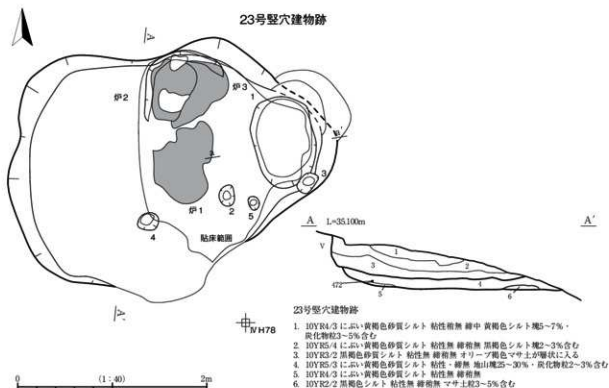 23号竪穴建物跡
A
炉2
炉3
1
A'
3
炉1
2
5
4
貼床範囲
A'
ⅣH78
0 (1:40) 2m
A L=35.100m A'
V
1
3
2
472
4
5
6
23号竪穴建物跡
1. 10YR4/3 にぶい黄褐色砂質シルト 粘性稍無 締中 黄褐色シルト塊5~7%・
炭化物粒3~5%含む
2. 10YR5/4 にぶい黄褐色砂質シルト 粘性無 締稍無 黒褐色シルト塊2~3%含む
3. 10YR3/2 黒褐色砂質シルト 粘性無 締稍無 オリーブ褐色マサ土が層状に入る
4. 10YR5/3 にぶい黄褐色砂質シルト 粘性・締無 地山塊25~30%・炭化物粒2~3%含む
5. 10YR4/3 にぶい黄褐色砂質シルト 粘性無 締稍無
6. 10YR2/2 黒褐色シルト 粘性無 締稍無 マサ土粒3~5%含む